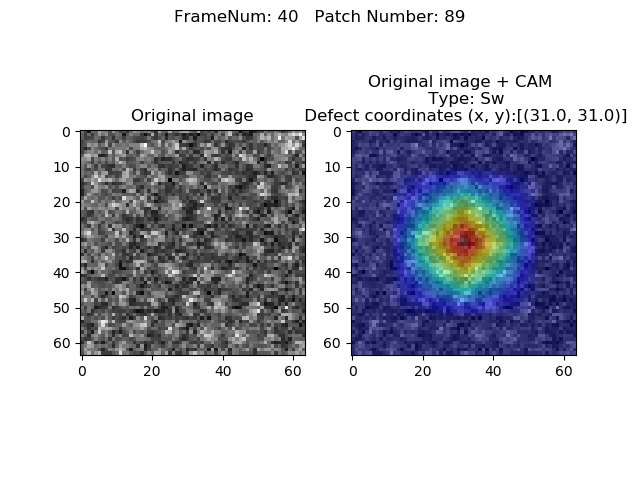 FrameNum: 40   Patch Number: 89
Original image + CAM
Type: Sw
Original image
Defect coordinates (x, y):[(31.0, 31.0)]
0
10
20
30
40
50
60
0 20 40 60
0
10
20
30
40
50
60
0 20 40 60